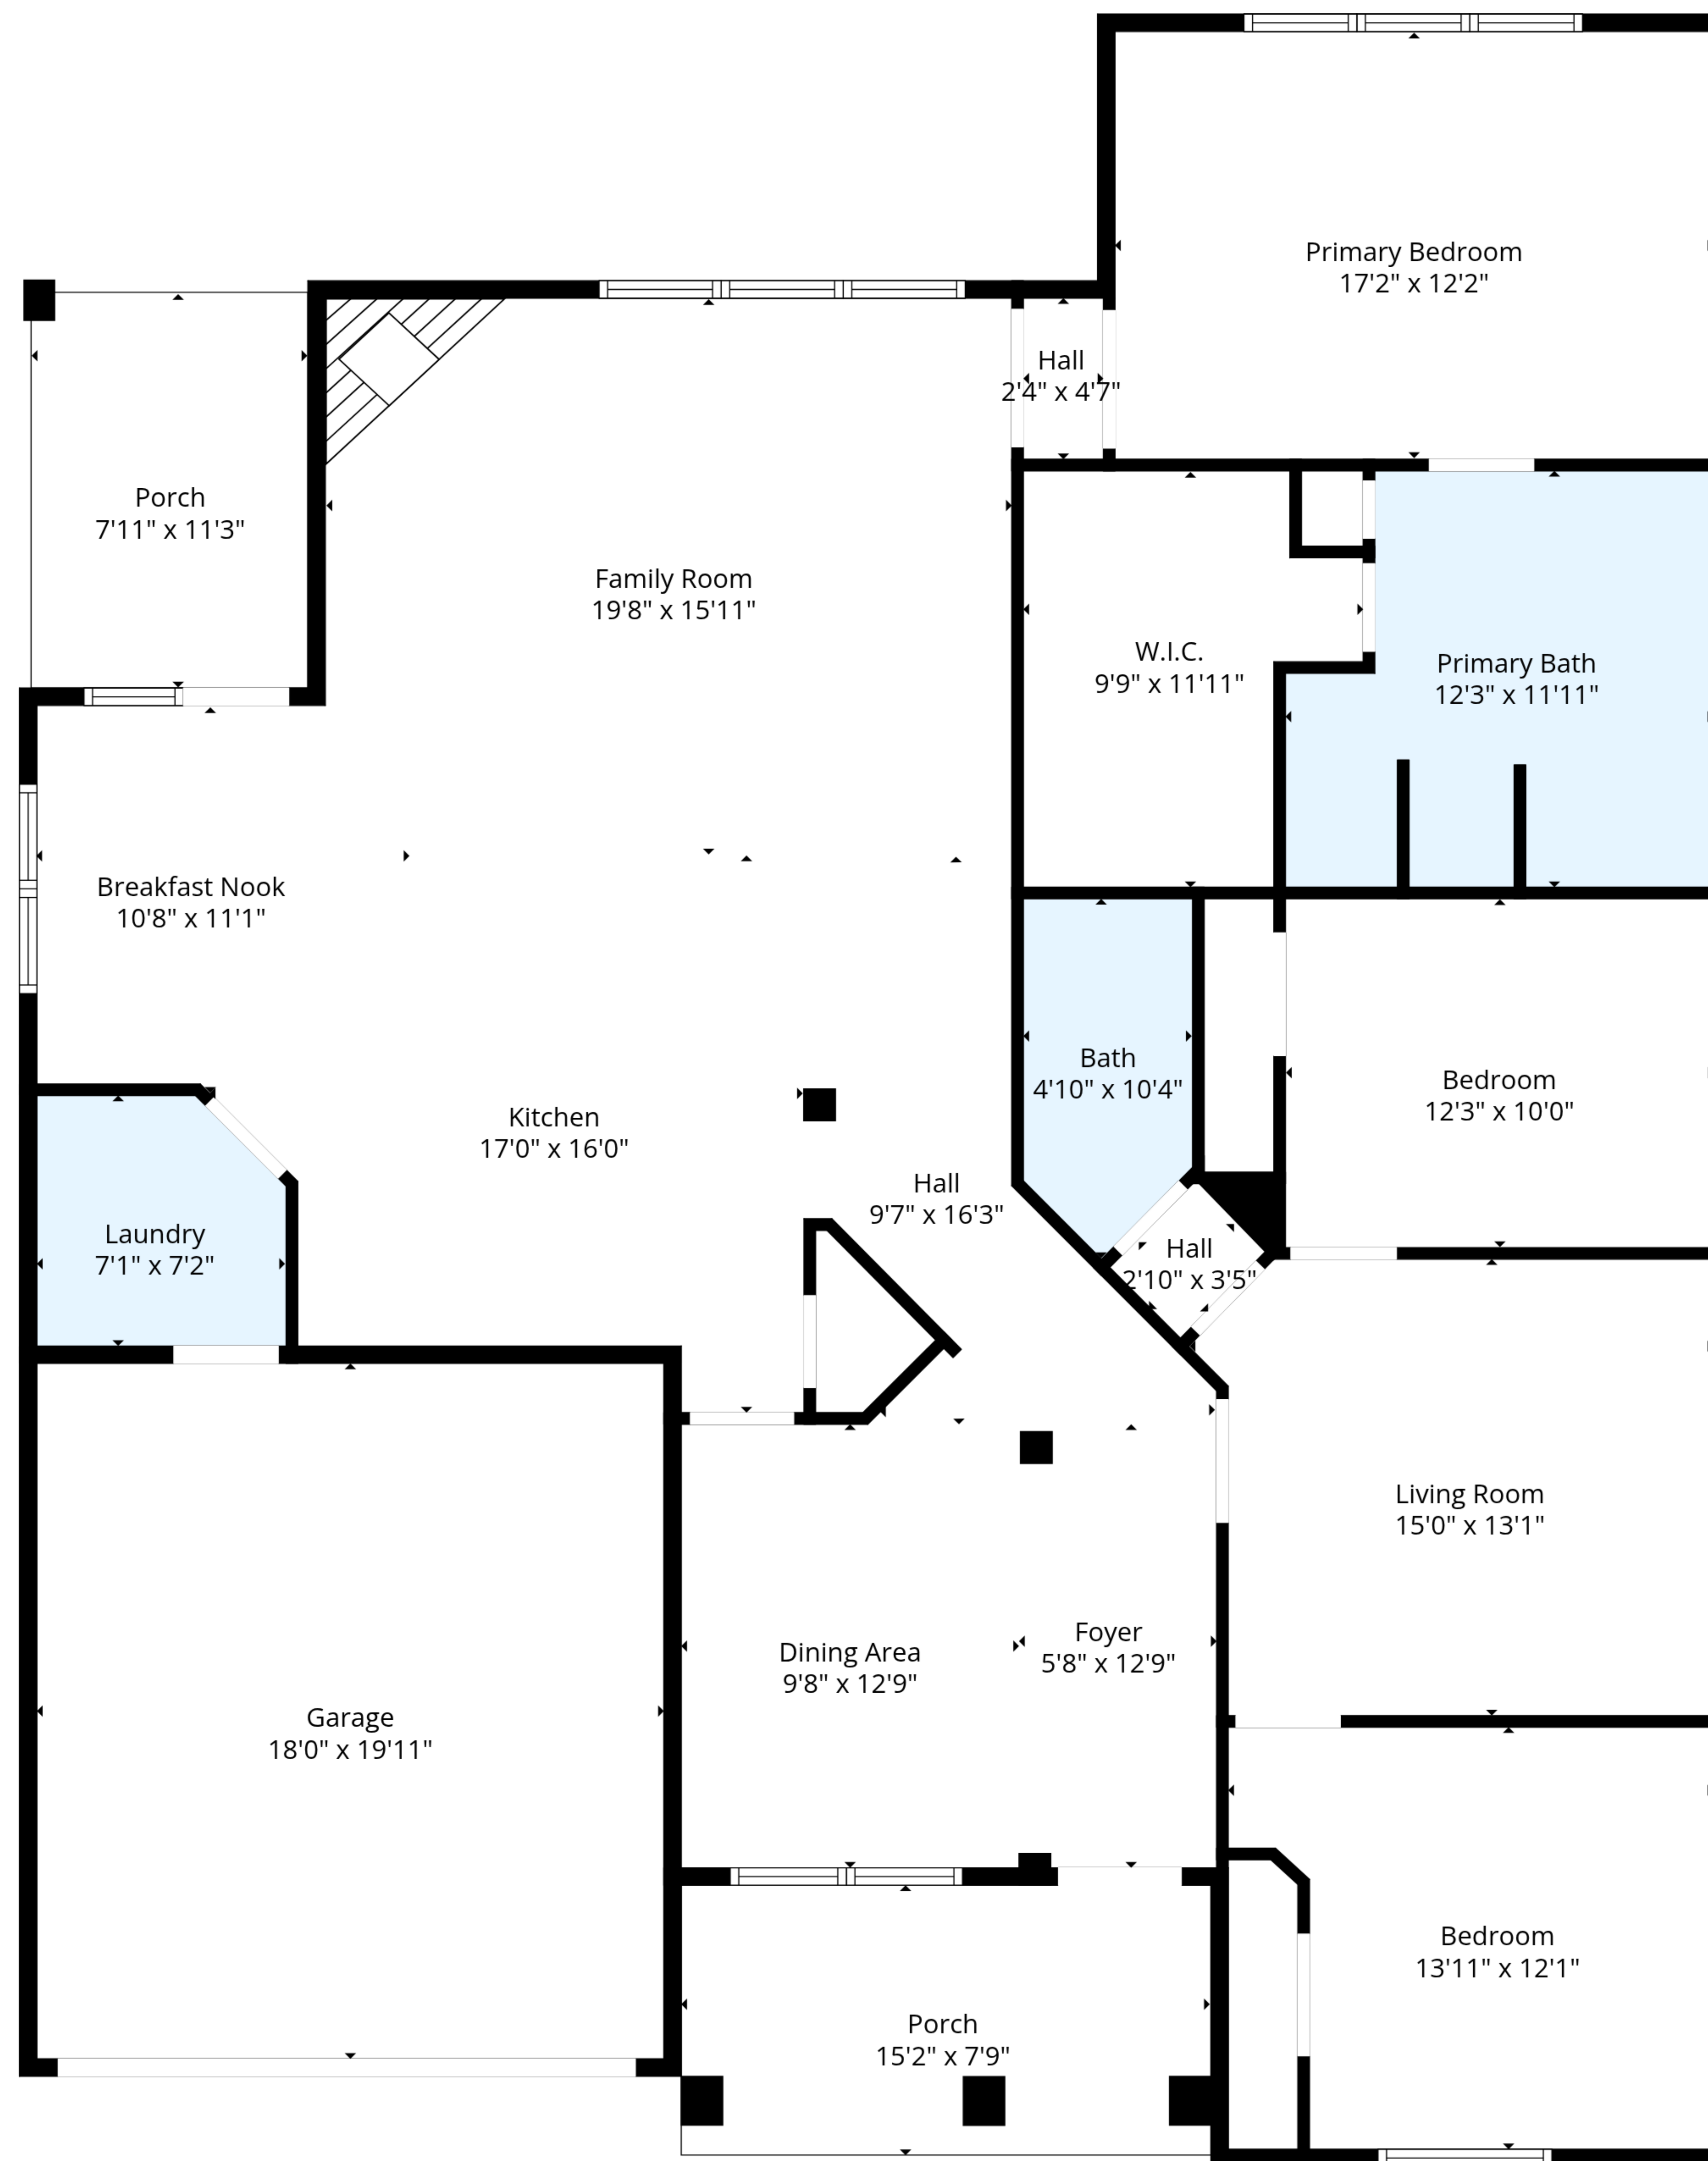 Primary Bedroom
17'2" x 12'2"
Hall
2'4" x 4'7"
Porch
7'11" x 11'3"
Family Room
19'8" x 15'11"
W.I.C.
9'9" x 11'11"
Primary Bath
12'3" x 11'11"
Breakfast Nook
10'8" x 11'1"
Bath
4'10" x 10'4"
Bedroom
12'3" x 10'0"
Kitchen
17'0" x 16'0"
Hall
9'7" x 16'3"
Laundry
7'1" x 7'2"
Hall
2'10" x 3'5"
Living Room
15'0" x 13'1"
Dining Area
9'8" x 12'9"
Foyer
5'8" x 12'9"
Garage
18'0" x 19'11"
Bedroom
13'11" x 12'1"
Porch
15'2" x 7'9"